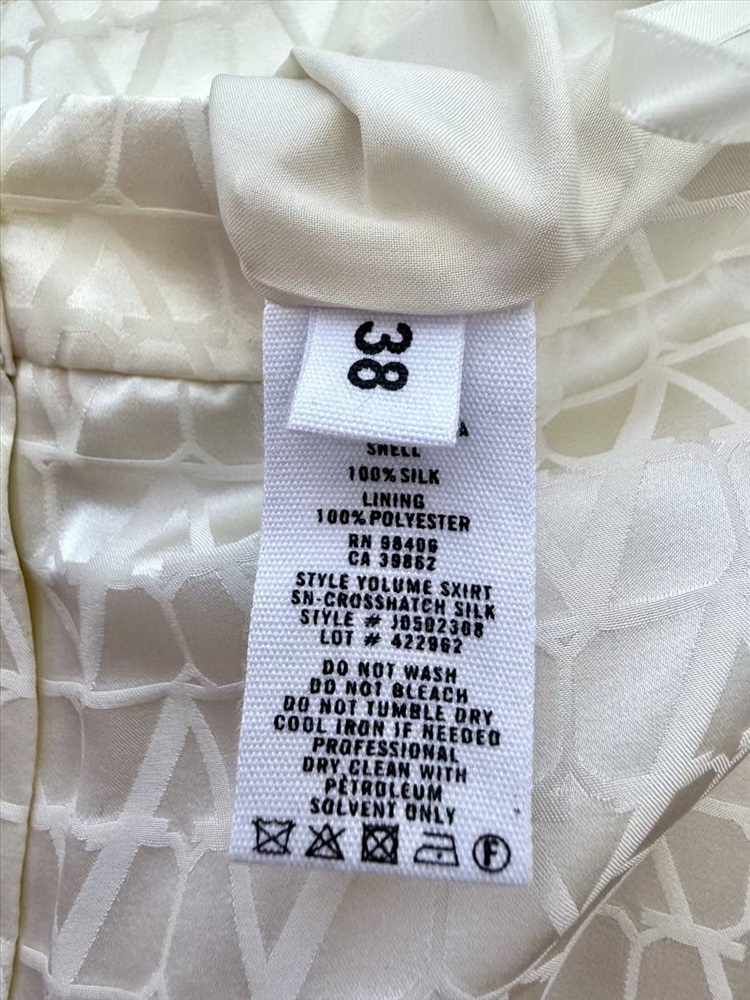 38
A
SHELL
100% SILK
LINING
100% POLYESTER
RN 98406
CA 39862
STYLE VOLUME SKIRT
SN-CROSSHATCH SILK
STYLE # J0502308
LOT # 422962
DO NOT WASH
DO NOT BLEACH
DO NOT TUMBLE DRY
COOL IRON IF NEEDED
PROFESSIONAL
DRY CLEAN WITH
PETROLEUM
SOLVENT ONLY
F